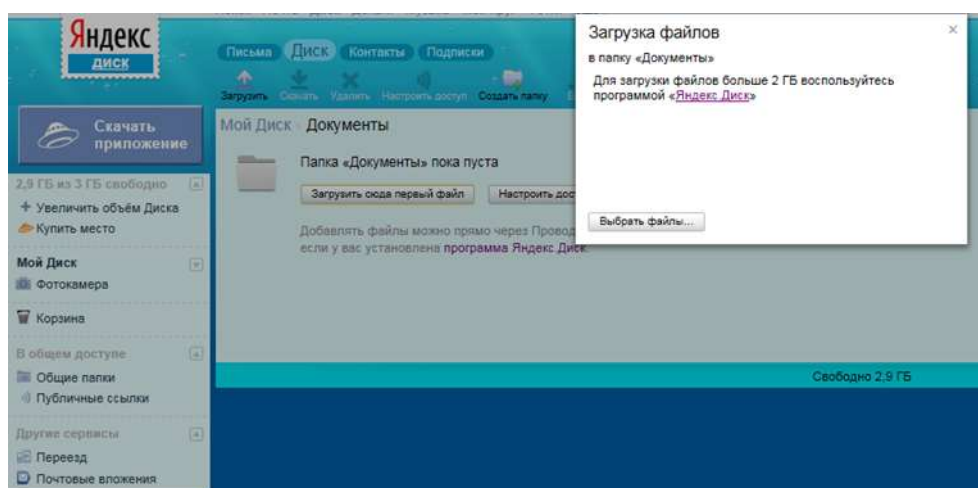 Яндекс
диск
Скачать
приложение
2,9 ГБ из 3 ГБ свободно
Увеличить объём Диска
Купить место
Мой Диск
Фотокамера
Корзина
В общем доступе
Общие папки
Публичные ссылки
Другие сервисы
Переезд
Почтовые вложения
Письма Диск Контакты Подписки
Загрузить Скачать Удалить Настроить доступ Создать папку
Мой Диск Документы
Папка «Документы» пока пуста
Загрузить сюда первый файл Настроить дос
Добавлять файлы можно прямо через Провод
если у вас установлена программа Яндекс.Диск.
Свободно 2,9 ГБ
Загрузка файлов
×
в папку «Документы»
Для загрузки файлов больше 2 ГБ воспользуйтесь
программой «Яндекс Диск»
Выбрать файлы...